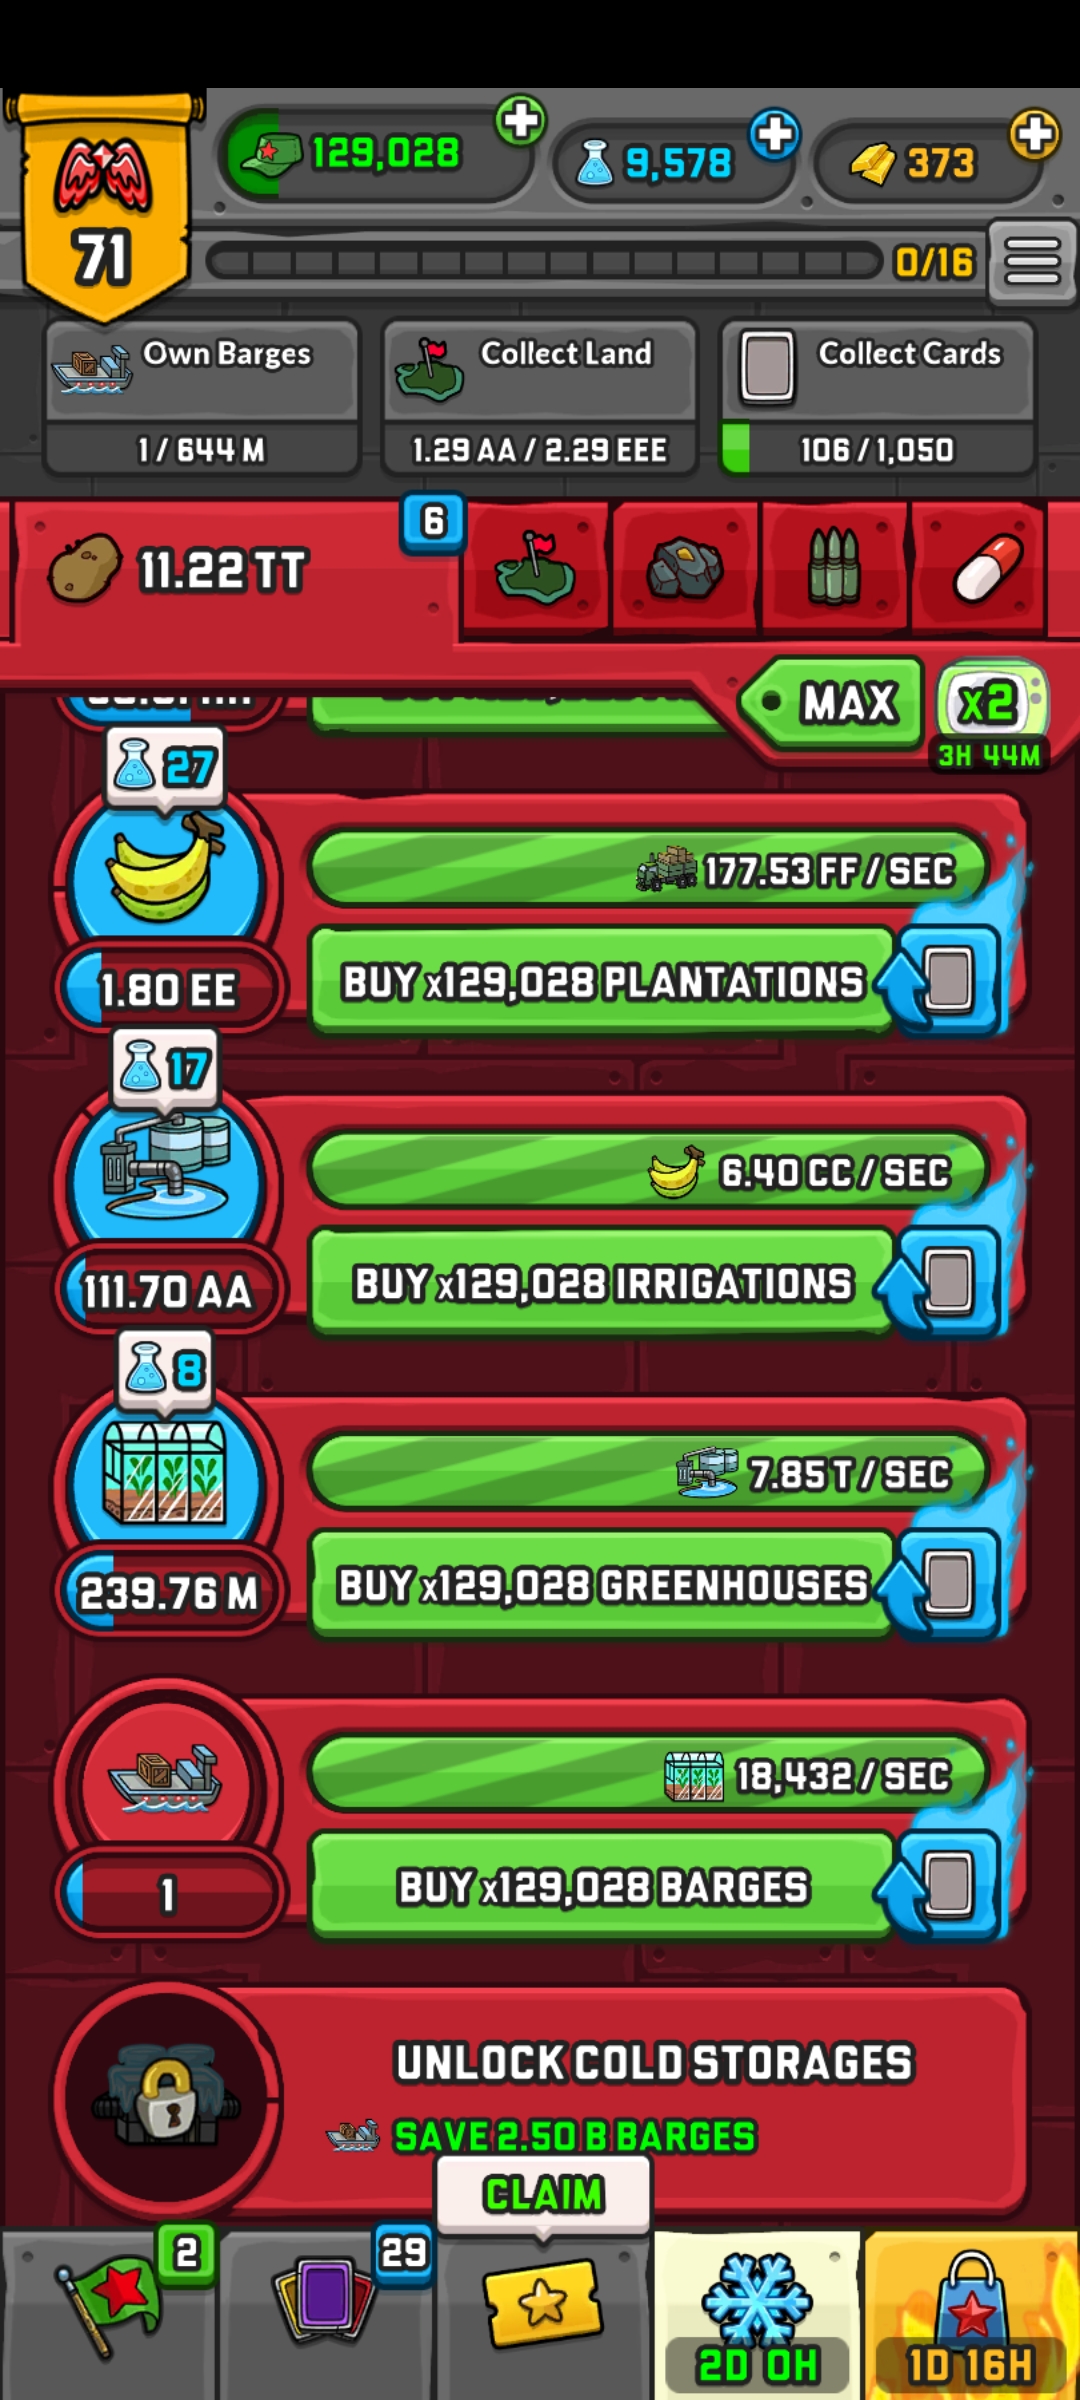 129,028
9,578
373
71
0/16
Own Barges
1 / 644 M
Collect Land
1.29 AA / 2.29 EEE
Collect Cards
106 / 1,050
11.22 TT
6
MAX
x2
3H 44M
27
177.53 FF / SEC
1.80 EE
BUY x129,028 PLANTATIONS
17
6.40 CC / SEC
111.70 AA
BUY x129,028 IRRIGATIONS
8
7.85 T / SEC
239.76 M
BUY x129,028 GREENHOUSES
18,432 / SEC
1
BUY x129,028 BARGES
UNLOCK COLD STORAGES
SAVE 2.50 B BARGES
CLAIM
2
29
2D 0H
1D 16H